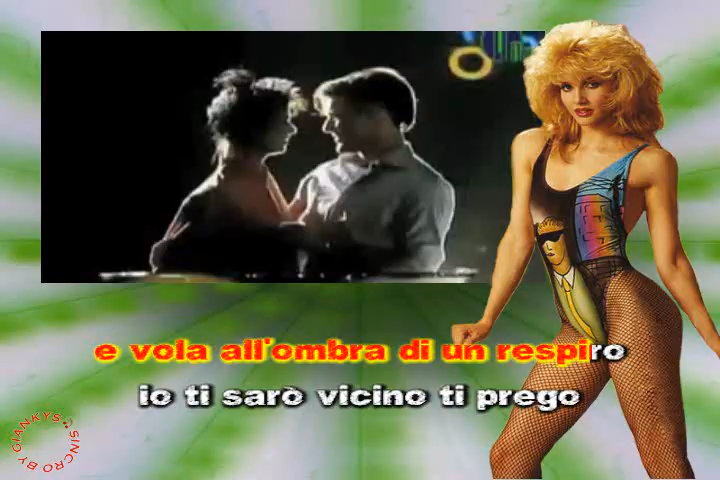 e vola all'ombra di un respiro
io ti sarò vicino ti prego
SINCRO BY GIANKYS